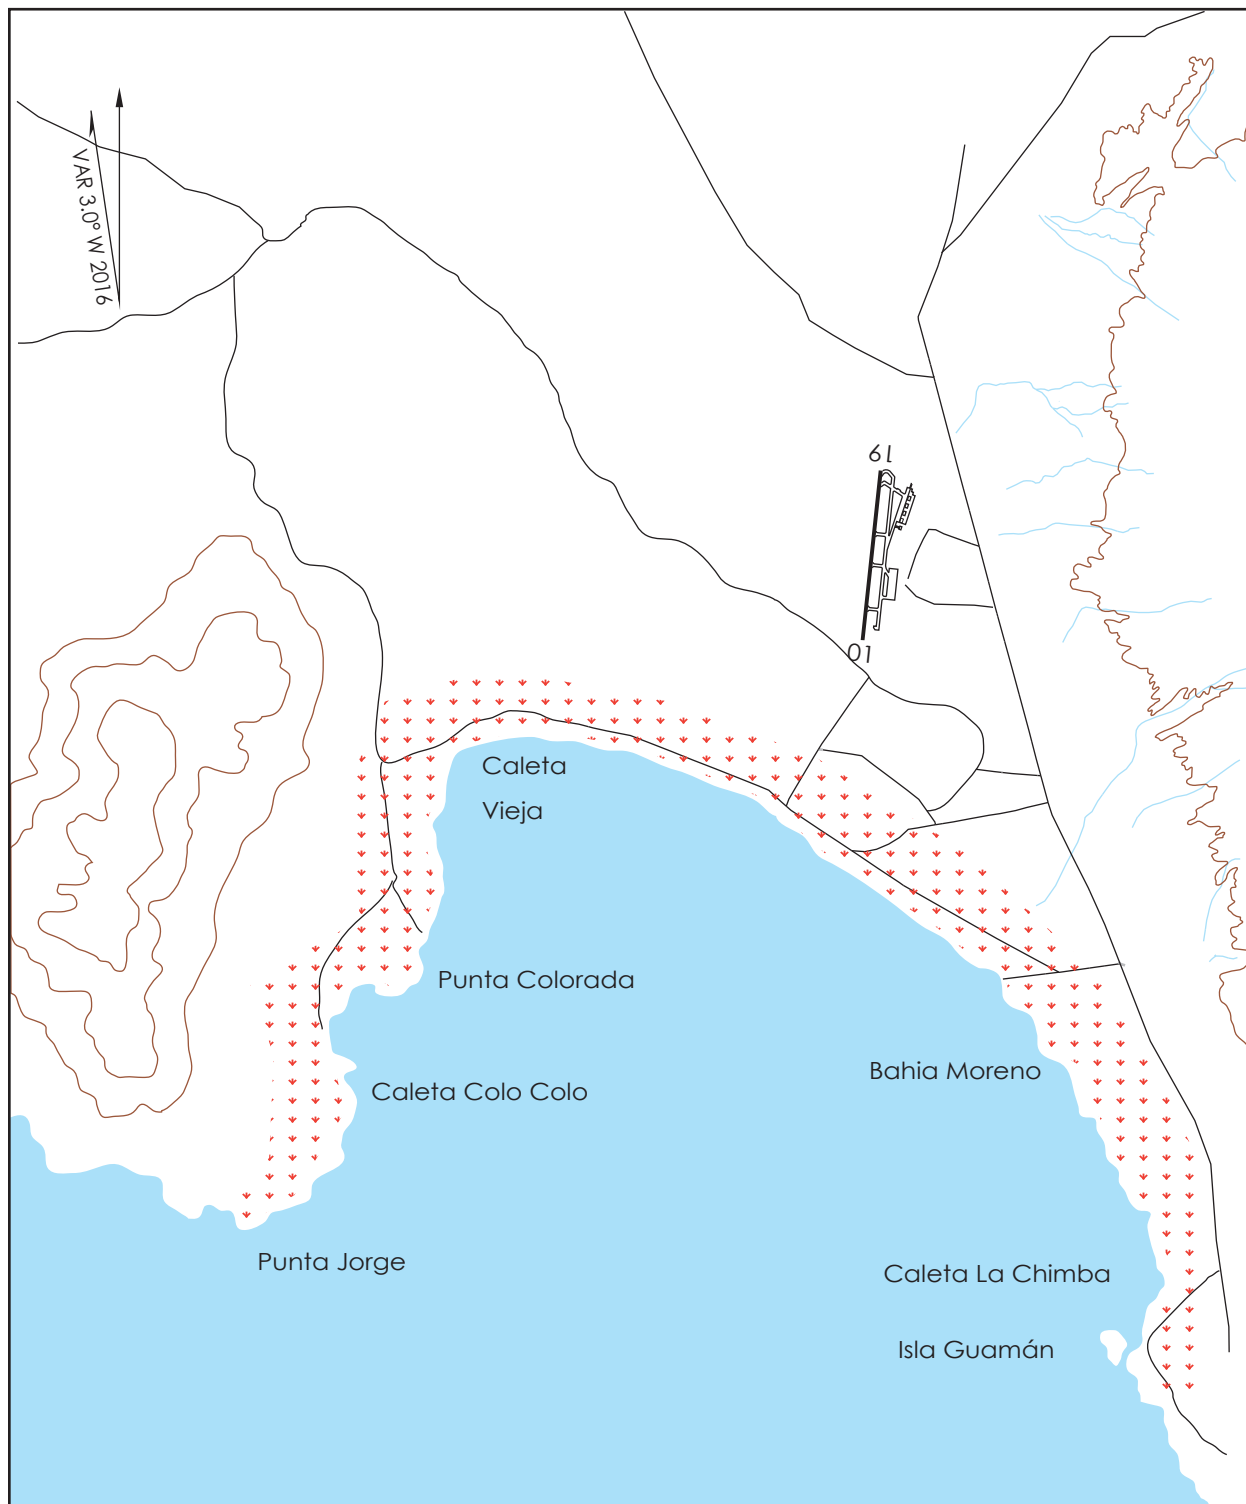 VAR 3.0° W 2016
19
01
Caleta
Vieja
Punta Colorada
Bahia Moreno
Caleta Colo Colo
Punta Jorge
Caleta La Chimba
Isla Guamán